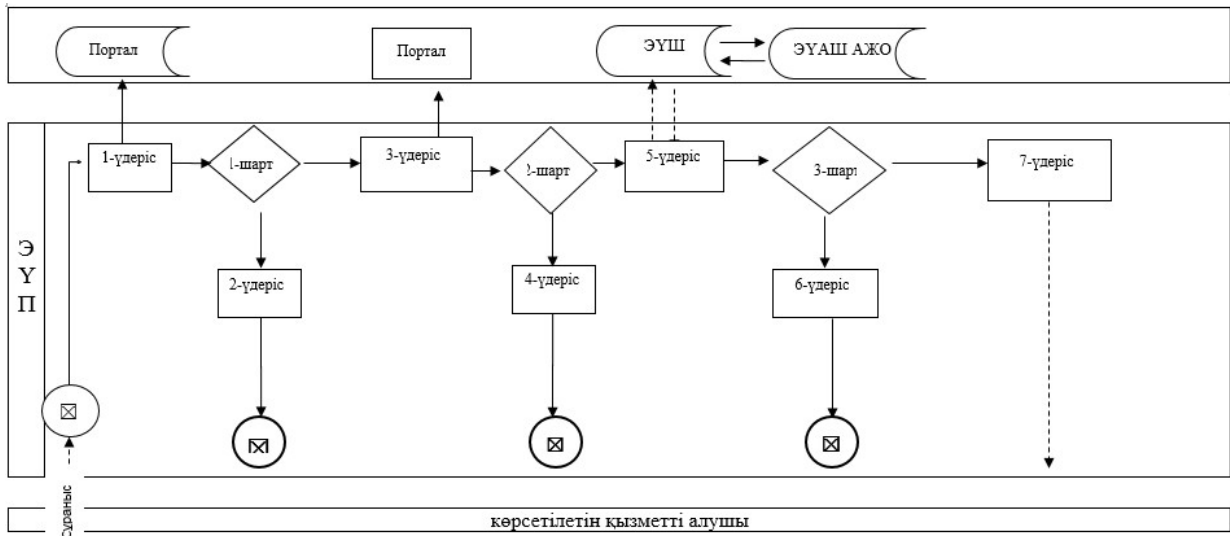 Портал
Портал
ЭҮШ
ЭҮАШ АЖО
1-үдеріс
1-шарт
3-үдеріс
2-шарт
5-үдеріс
3-шарт
7-үдеріс
ЭҮП
2-үдеріс
4-үдеріс
6-үдеріс
Сұраныс
көрсетілетін қызметті алушы